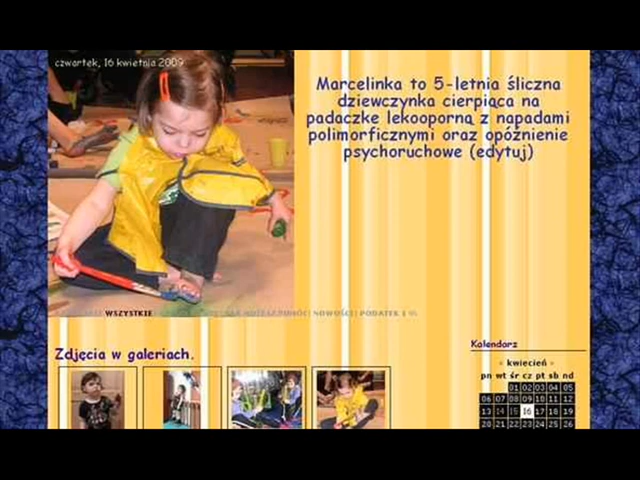 czwartek, 16 kwietnia 2009
Marcelinka to 5-letnia śliczna
dziewczynka cierpiąca na
padaczke lekooporną z napadami
polimorficznymi oraz opóźnienie
psychoruchowe (edytuj)
WSZYSTKIE
NOWOŚCI| PODATEK 1 %
Zdjęcia w galeriach.
Kalendarz
« kwiecień »
pn wt śr cz pt sb nd
01 02 03 04 05
06 07 08 09 10 11 12
13 14 15 16 17 18 19
20 21 22 23 24 25 26